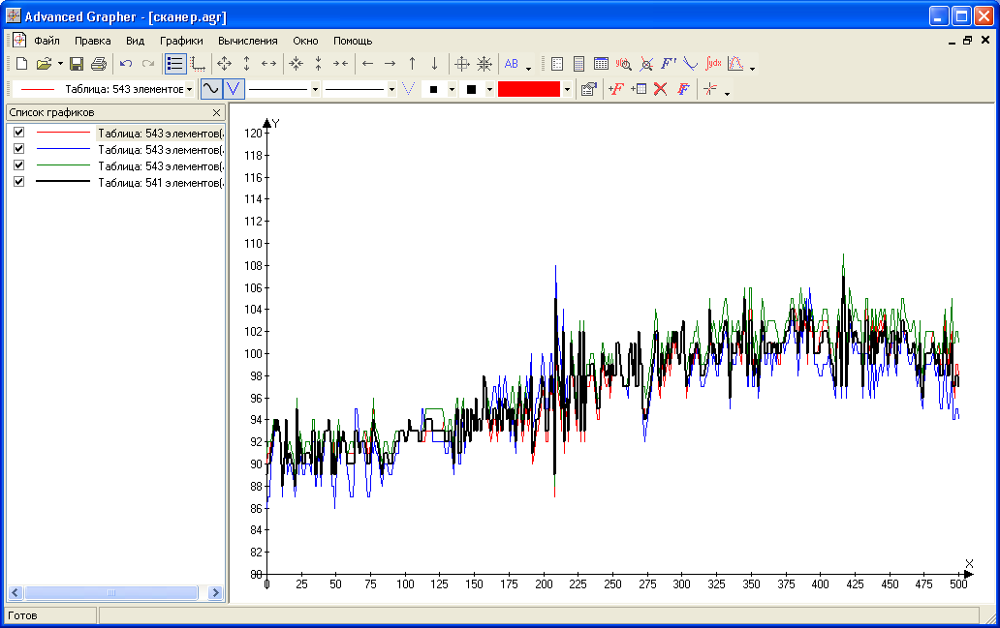 Advanced Grapher - [сканер.agr]
Файл Правка Вид Графики Вычисления Окно Помощь
AB F' ∫ydx
Таблица: 543 элементов F F
Список графиков
Таблица: 543 элементов(
Таблица: 543 элементов(
Таблица: 543 элементов(
Таблица: 541 элементов(
Y
120
118
116
114
112
110
108
106
104
102
100
98
96
94
92
90
88
86
84
82
80
X
0 25 50 75 100 125 150 175 200 225 250 275 300 325 350 375 400 425 450 475 500
Готов